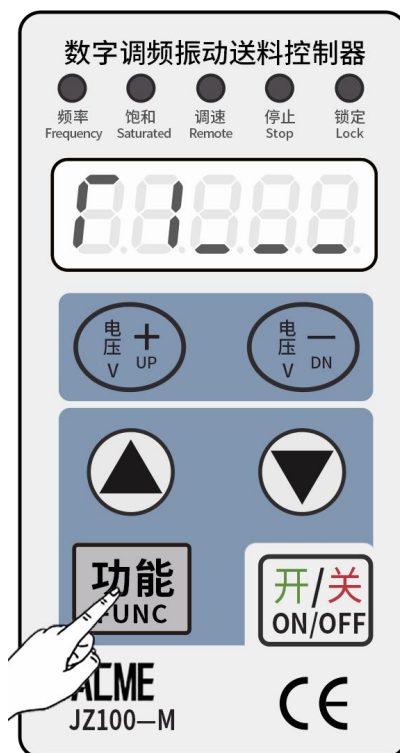 数字调频振动送料控制器
频率 饱和 调速 停止 锁定
Frequency Saturated Remote Stop Lock
电压 V + UP
电压 V — DN
功能
FUNC
开/关
ON/OFF
ACME
JZ100—M
CE